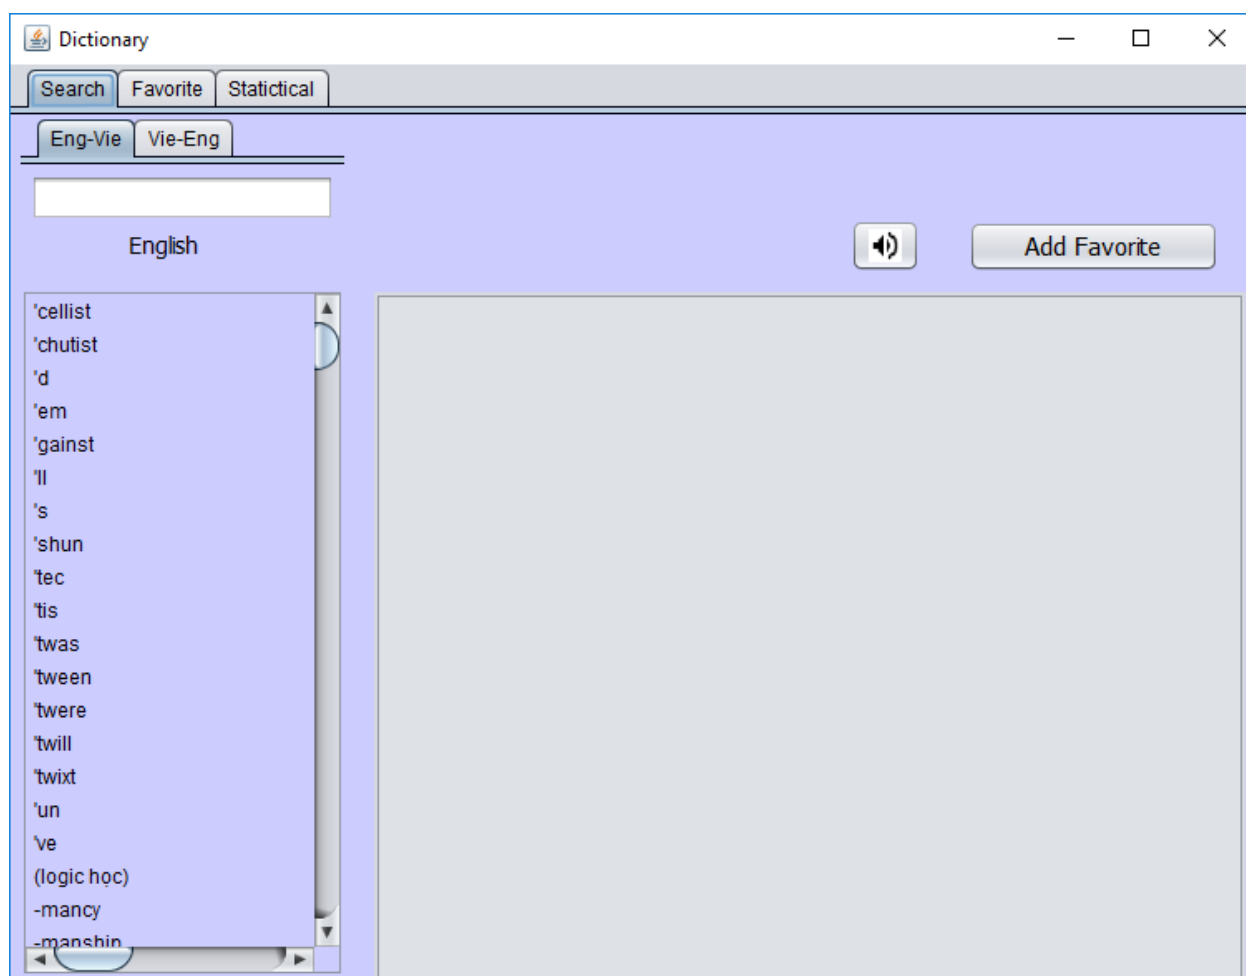 Dictionary
Search Favorite Statictical
Eng-Vie Vie-Eng
English
Add Favorite
'cellist
'chutist
'd
'em
'gainst
'll
's
'shun
'tec
'tis
'twas
'tween
'twere
'twill
'twixt
'un
've
(logic học)
-mancy
-manship